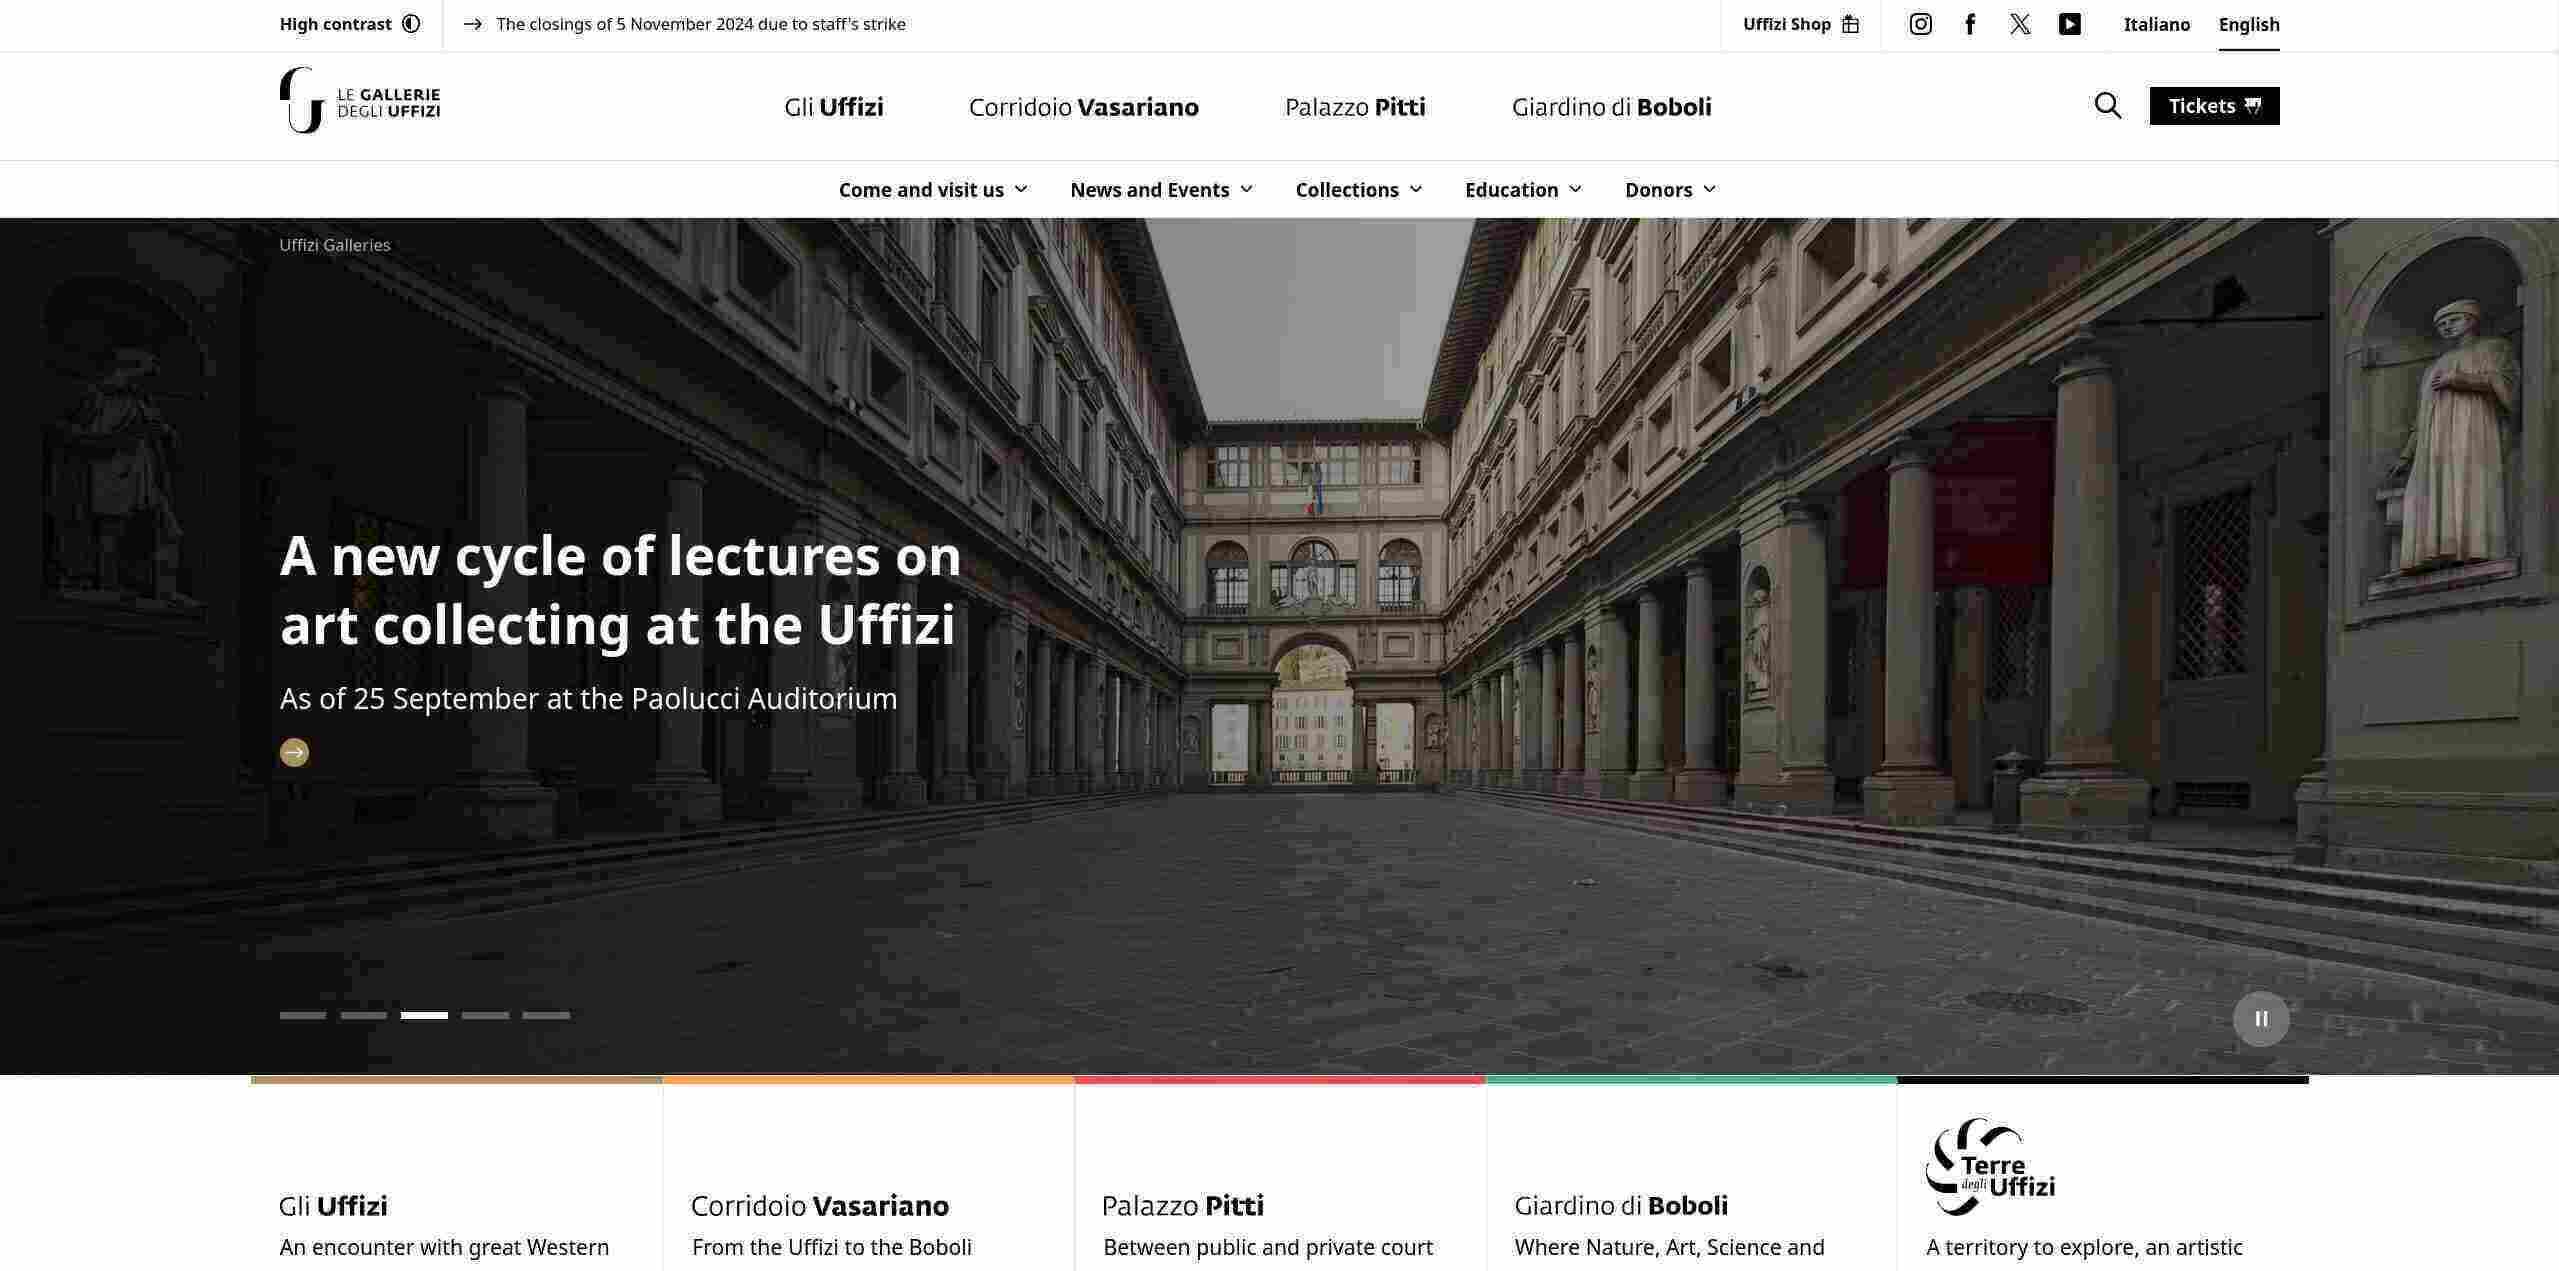 High contrast
The closings of 5 November 2024 due to staff's strike
Uffizi Shop
Italiano
English
LE GALLERIE
DEGLI UFFIZI
Gli Uffizi
Corridoio Vasariano
Palazzo Pitti
Giardino di Boboli
Tickets
Come and visit us
News and Events
Collections
Education
Donors
Uffizi Galleries
A new cycle of lectures on
art collecting at the Uffizi
As of 25 September at the Paolucci Auditorium
Gli Uffizi
An encounter with great Western
Corridoio Vasariano
From the Uffizi to the Boboli
Palazzo Pitti
Between public and private court
Giardino di Boboli
Where Nature, Art, Science and
Terre
degli Uffizi
A territory to explore, an artistic